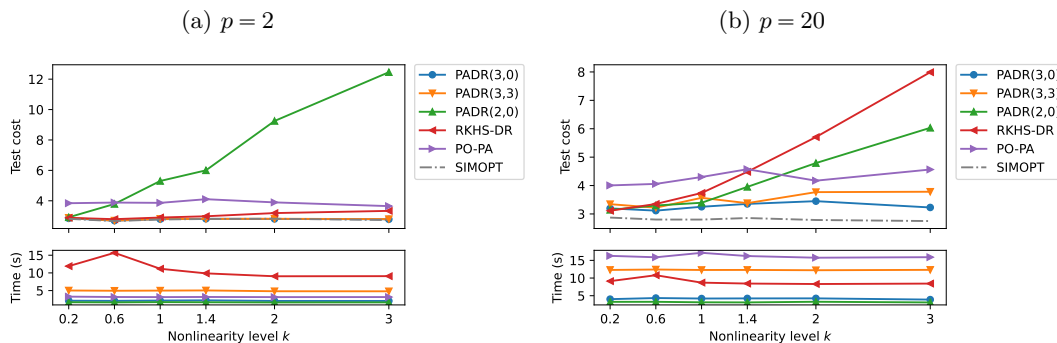 (a) p = 2
12
10
8
6
4
Test cost
PADR(3,0)
PADR(3,3)
PADR(2,0)
RKHS-DR
PO-PA
SIMOPT
15
10
5
Time (s)
0.2 0.6 1 1.4 2 3
Nonlinearity level k
(b) p = 20
8
7
6
5
4
3
Test cost
PADR(3,0)
PADR(3,3)
PADR(2,0)
RKHS-DR
PO-PA
SIMOPT
15
10
5
Time (s)
0.2 0.6 1 1.4 2 3
Nonlinearity level k